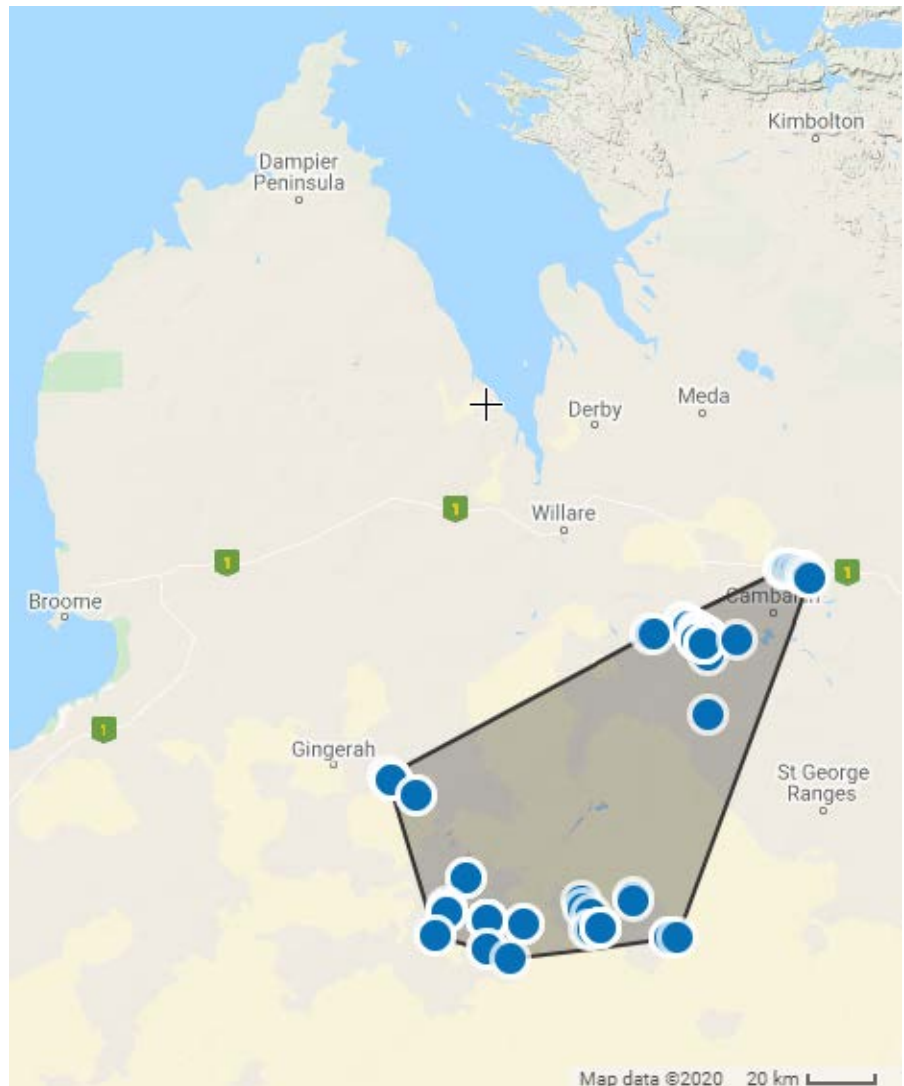 Kimbolton
Dampier
Peninsula
Derby
Meda
1
Willare
1
1
Broome
1
Gingerah
St George
Ranges
Map data ©2020 20 km